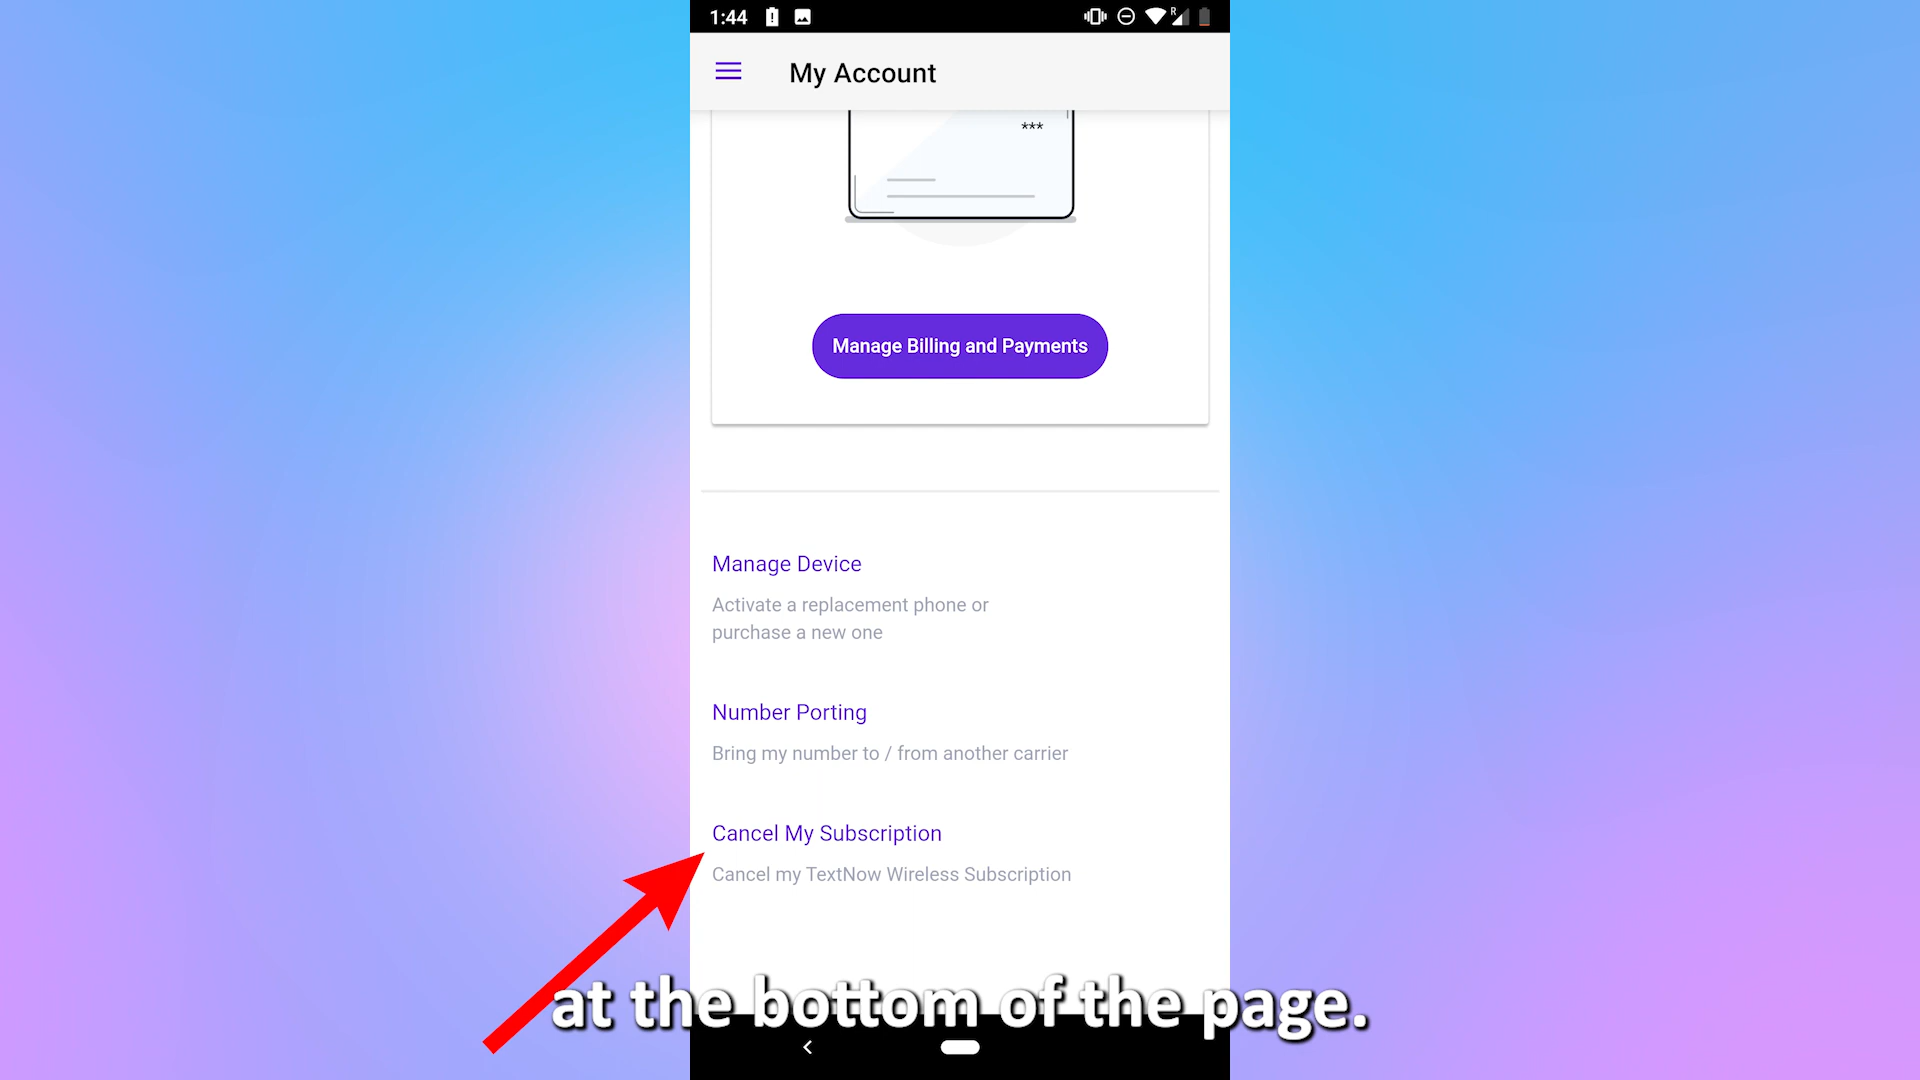 1:44
R
My Account
***
Manage Billing and Payments
Manage Device
Activate a replacement phone or
purchase a new one
Number Porting
Bring my number to / from another carrier
Cancel My Subscription
Cancel my TextNow Wireless Subscription
at the bottom of the page.